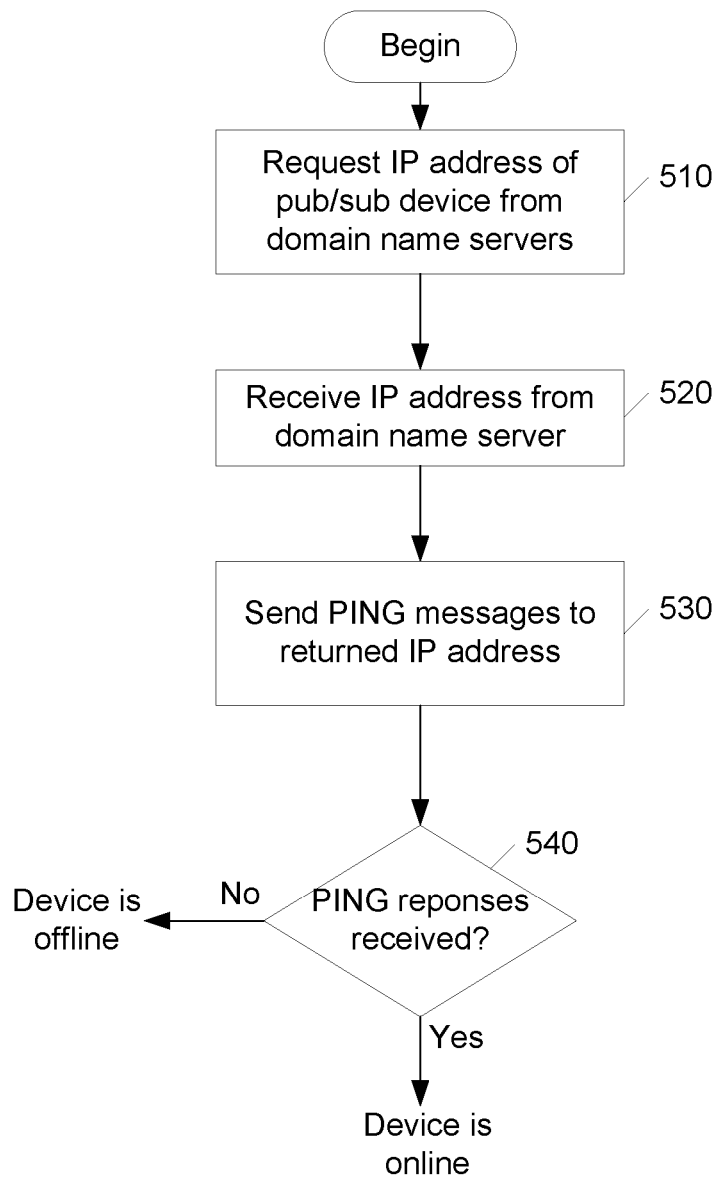 Begin
Request IP address of
pub/sub device from
domain name servers
510
Receive IP address from
domain name server
520
Send PING messages to
returned IP address
530
540
PING reponses
received?
No
Device is
offline
Yes
Device is
online